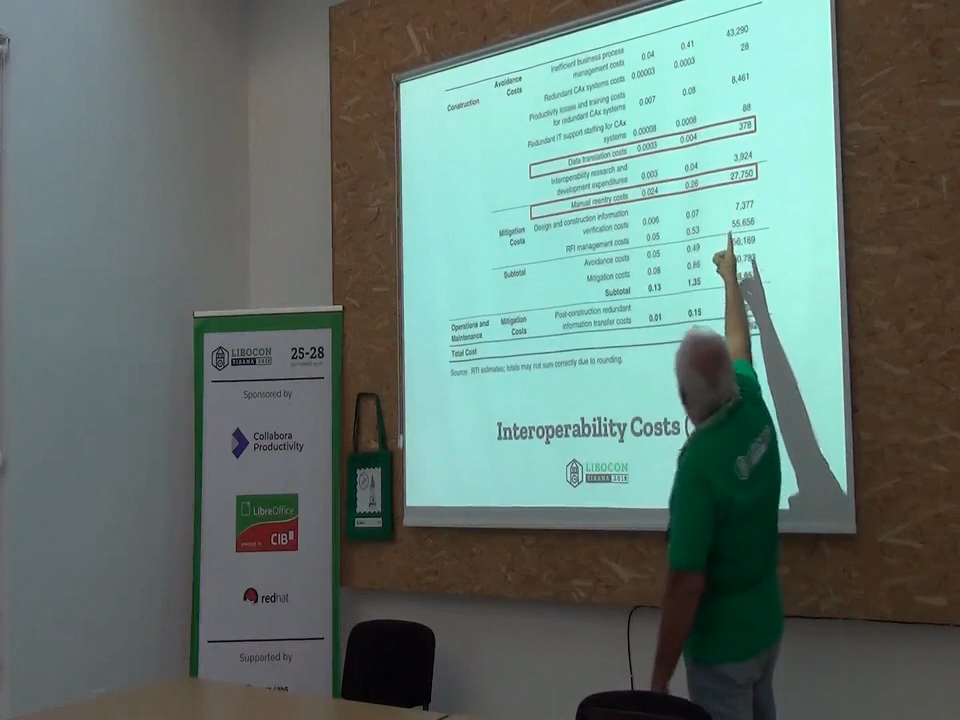 Construction Avoidance Costs Inefficient business process management costs 0.04 0.41 43,290
Redundant CAx systems costs 0.00003 0.0003 28
Productivity losses and training costs for redundant CAx systems 0.007 0.08 8,461
Redundant IT support staffing for CAx systems 0.00008 0.0008 88
Data translation costs 0.0003 0.004 378
Interoperability research and development expenditures 0.003 0.04 3,924
Manual reentry costs 0.024 0.26 27,750
Mitigation Costs Design and construction information verification costs 0.006 0.07 7,377
RFI management costs 0.05 0.53 55,656
Subtotal Avoidance costs 0.05 0.49
Mitigation costs 0.08 0.86
Subtotal 0.13 1.35
Operations and Maintenance Mitigation Costs Post-construction redundant information transfer costs 0.01 0.15
Total Cost
Source: RTI estimates; totals may not sum correctly due to rounding.
Interoperability Costs (
LIBOCON
TIRANA 2018
LIBOCON
TIRANA 2018
25-28
Sponsored by
Collabora
Productivity
LibreOffice
powered by CIB
redhat
Supported by